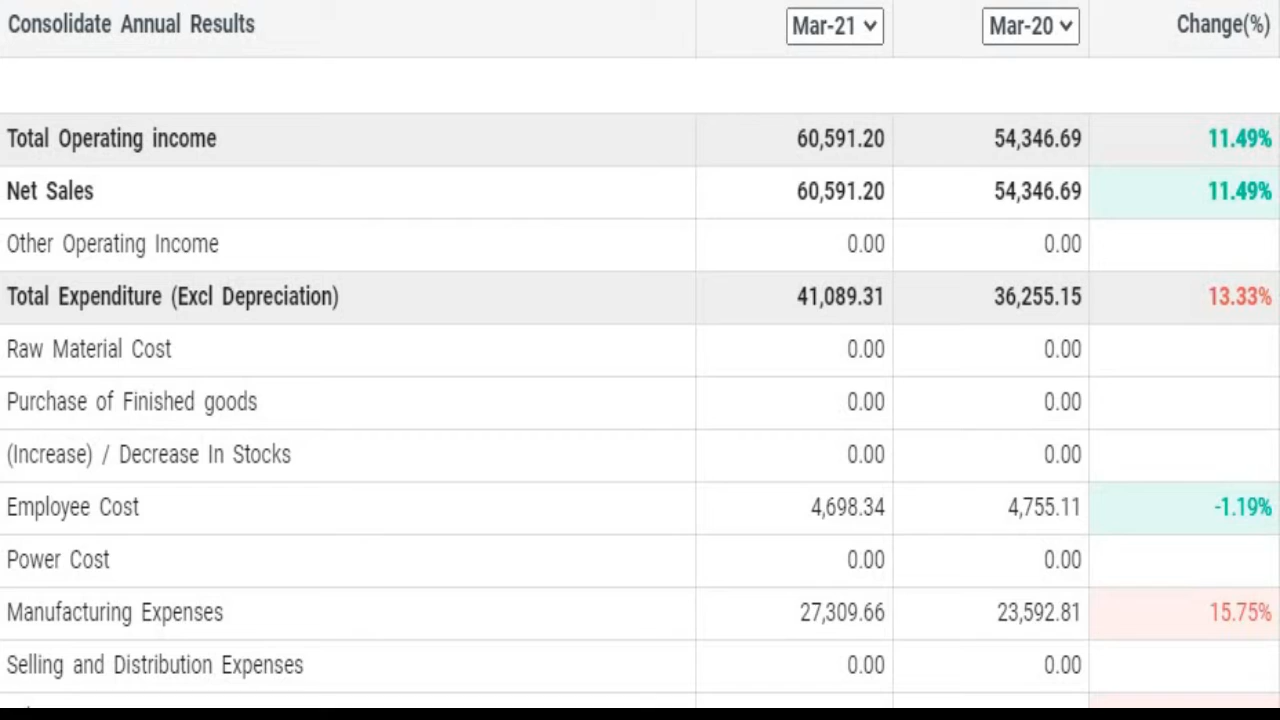 Consolidate Annual Results Mar-21 Mar-20 Change(%)
Total Operating income 60,591.20 54,346.69 11.49%
Net Sales 60,591.20 54,346.69 11.49%
Other Operating Income 0.00 0.00
Total Expenditure (Excl Depreciation) 41,089.31 36,255.15 13.33%
Raw Material Cost 0.00 0.00
Purchase of Finished goods 0.00 0.00
(Increase) / Decrease In Stocks 0.00 0.00
Employee Cost 4,698.34 4,755.11 -1.19%
Power Cost 0.00 0.00
Manufacturing Expenses 27,309.66 23,592.81 15.75%
Selling and Distribution Expenses 0.00 0.00